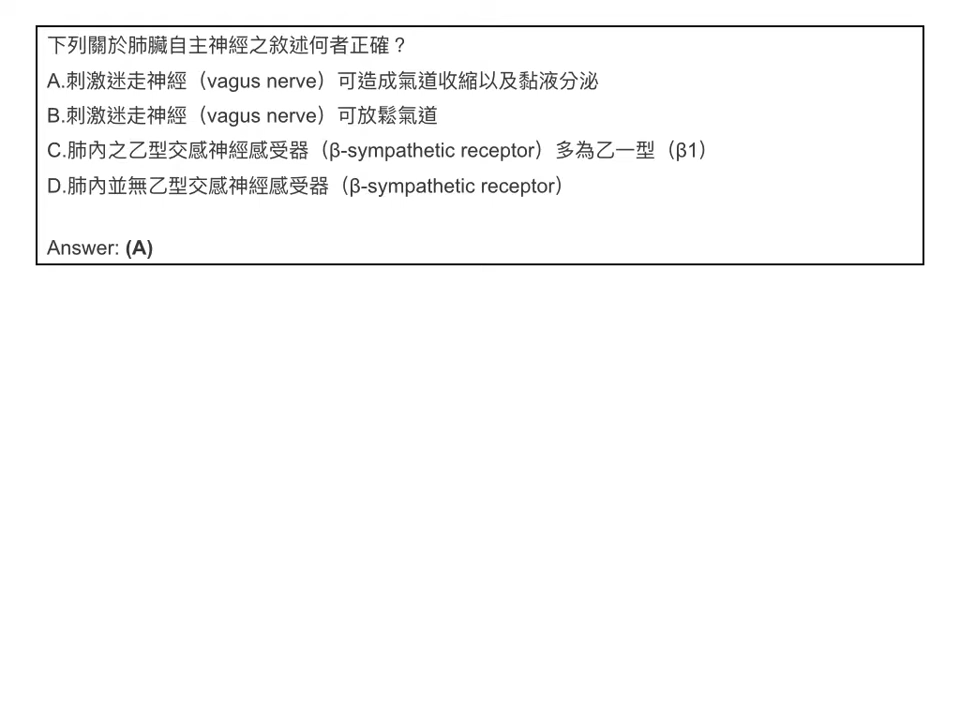 下列關於肺臟自主神經之敘述何者正確？
A.刺激迷走神經（vagus nerve）可造成氣道收縮以及黏液分泌
B.刺激迷走神經（vagus nerve）可放鬆氣道
C.肺內之乙型交感神經感受器（β-sympathetic receptor）多為乙一型（β1）
D.肺內並無乙型交感神經感受器（β-sympathetic receptor）
Answer: (A)